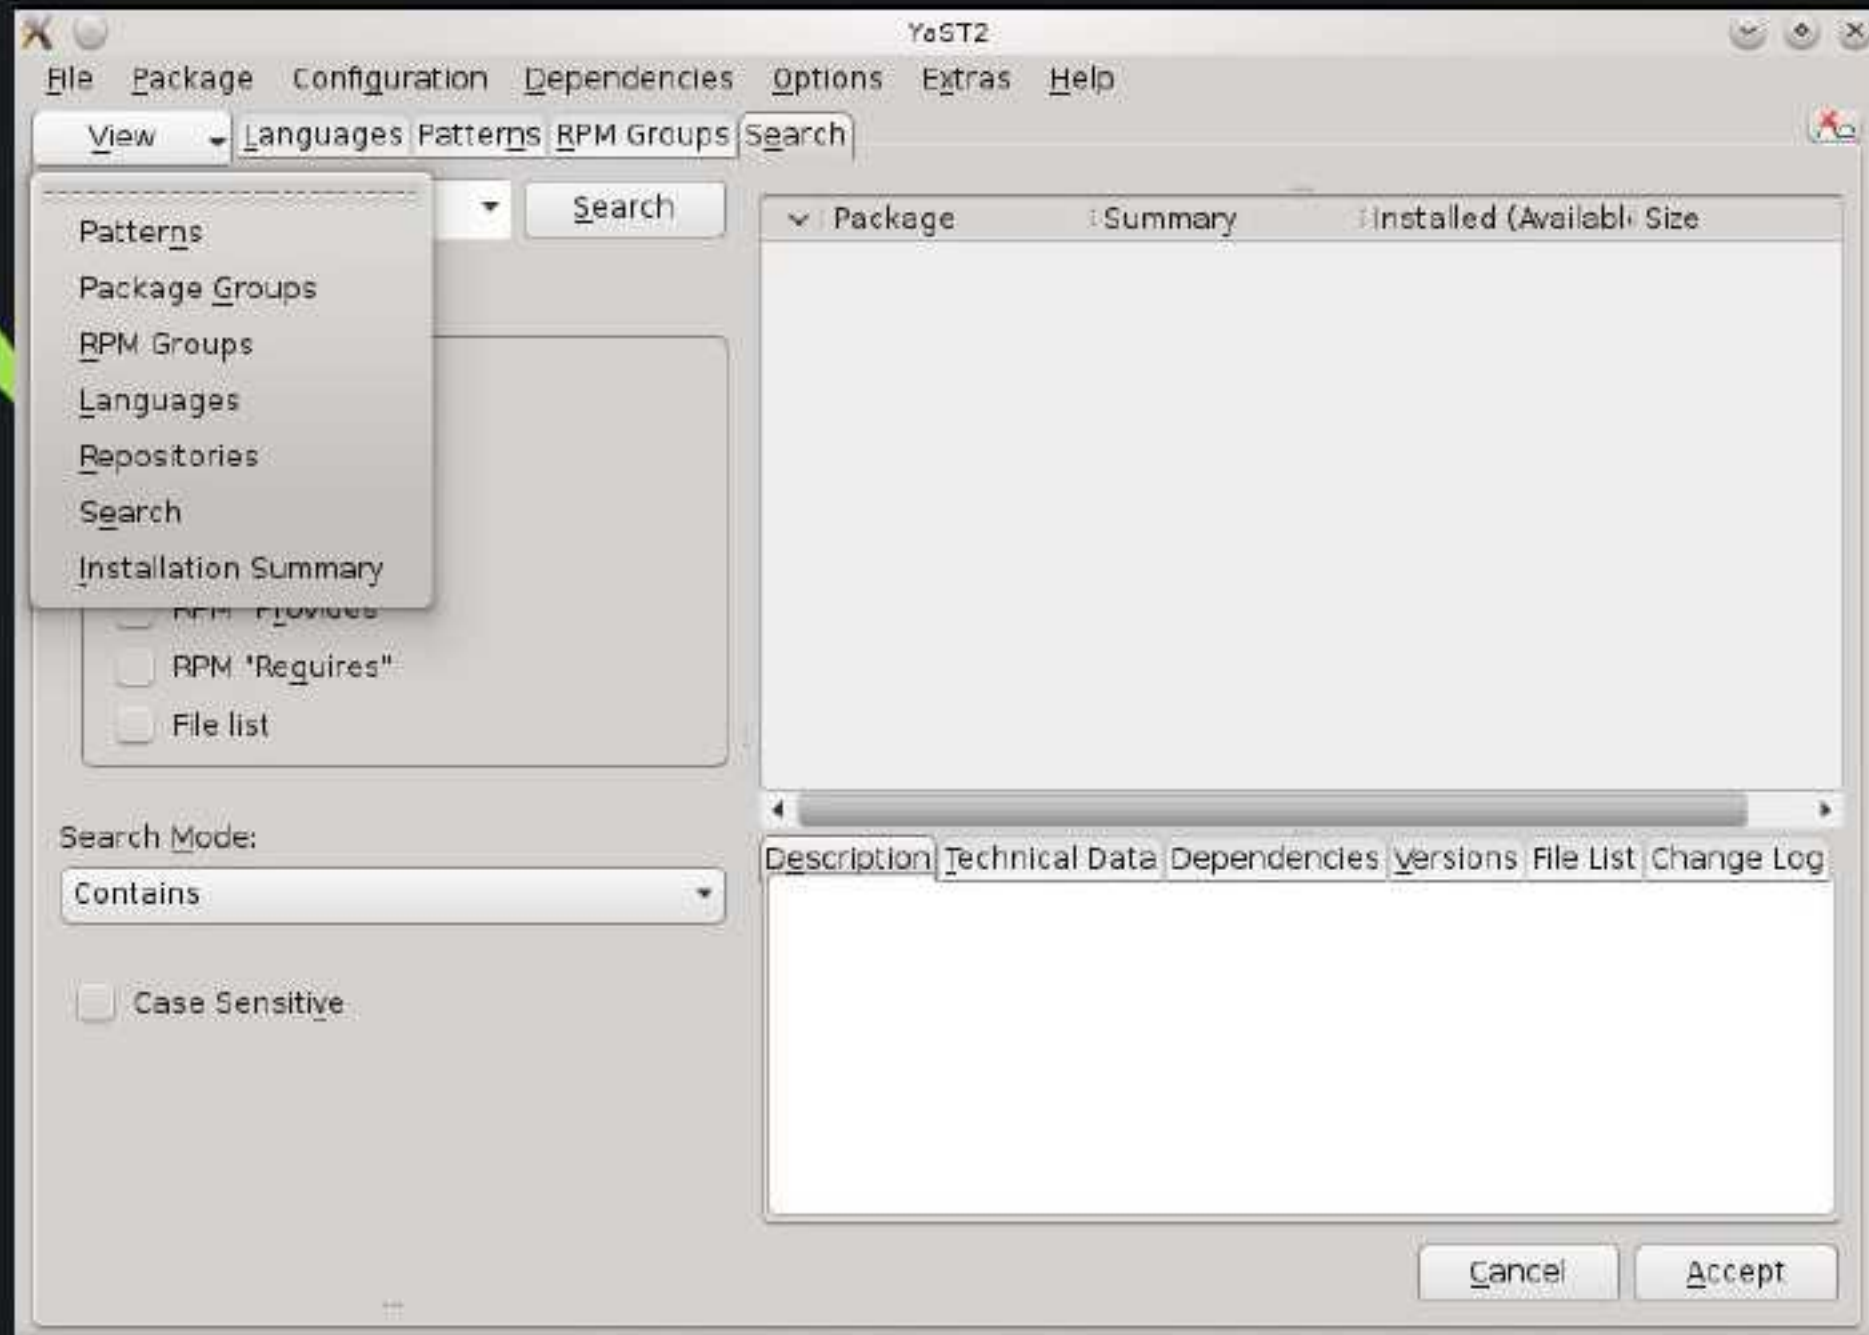 YaST2
File Package Configuration Dependencies Options Extras Help
View Languages Patterns RPM Groups Search
Search
Patterns
Package Groups
RPM Groups
Languages
Repositories
Search
Installation Summary
RPM "Provides"
RPM "Requires"
File list
Search Mode:
Contains
Case Sensitive
Package Summary Installed (Availabl Size
Description Technical Data Dependencies Versions File List Change Log
Cancel Accept